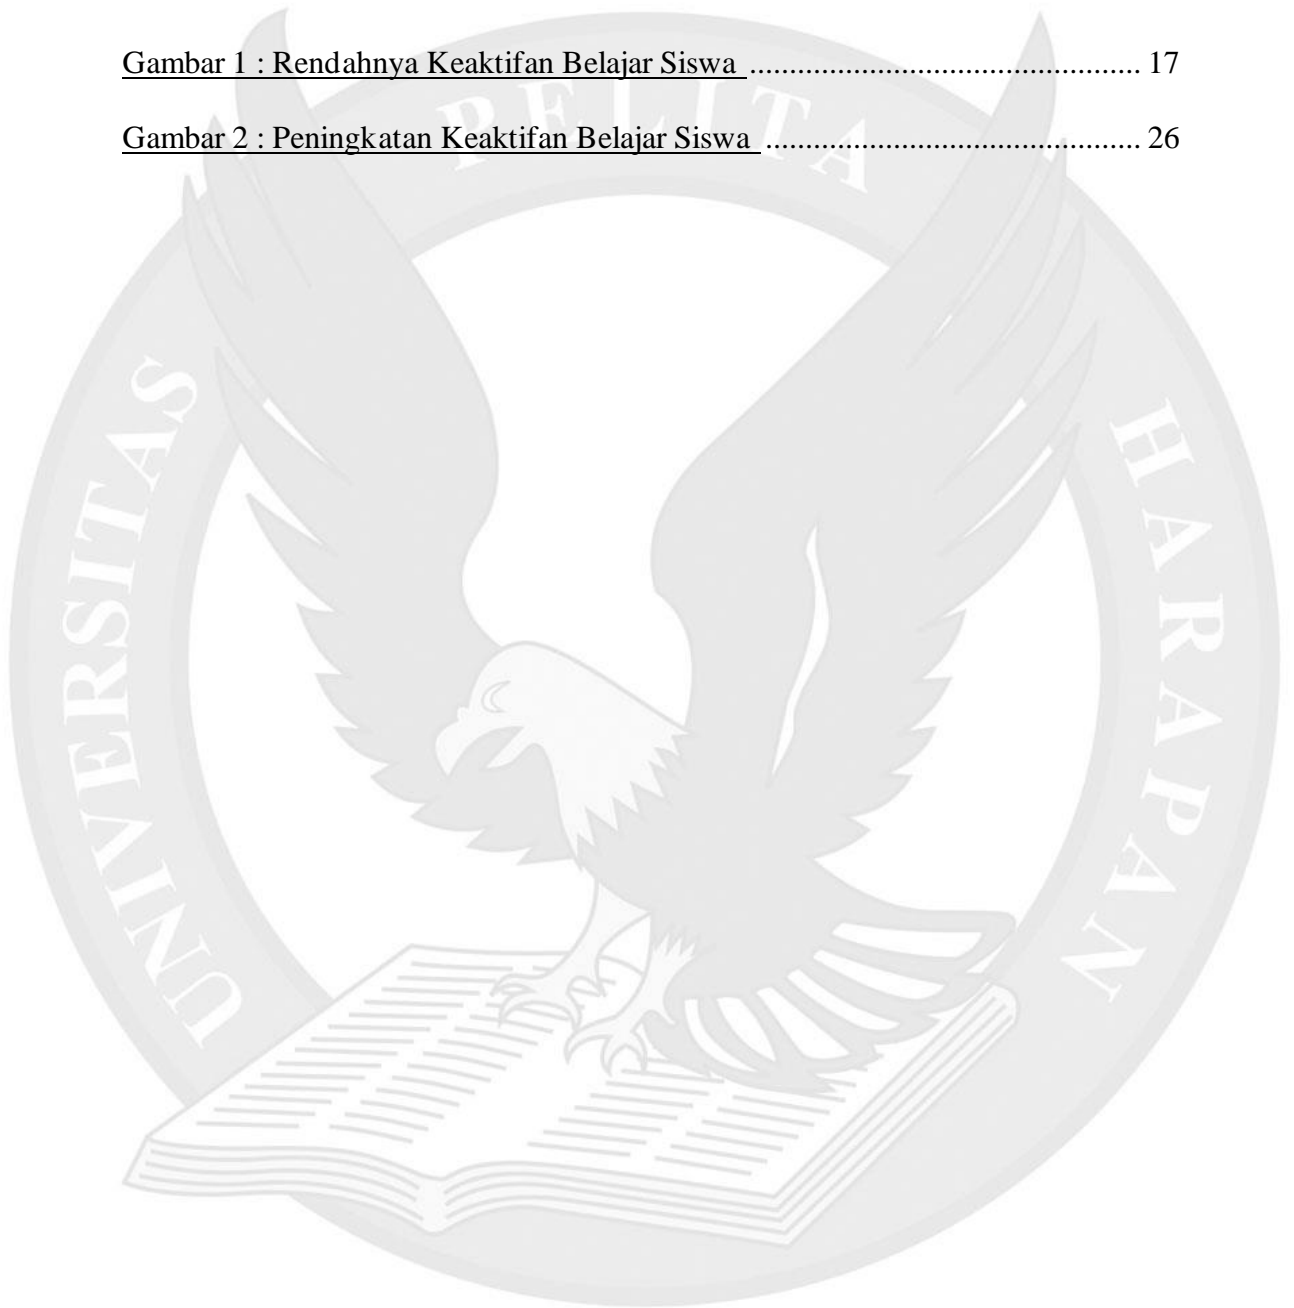 Gambar 1 : Rendahnya Keaktifan Belajar Siswa ................................................. 17
Gambar 2 : Peningkatan Keaktifan Belajar Siswa ............................................... 26
UNIVERSITAS PELITA HARAPAN